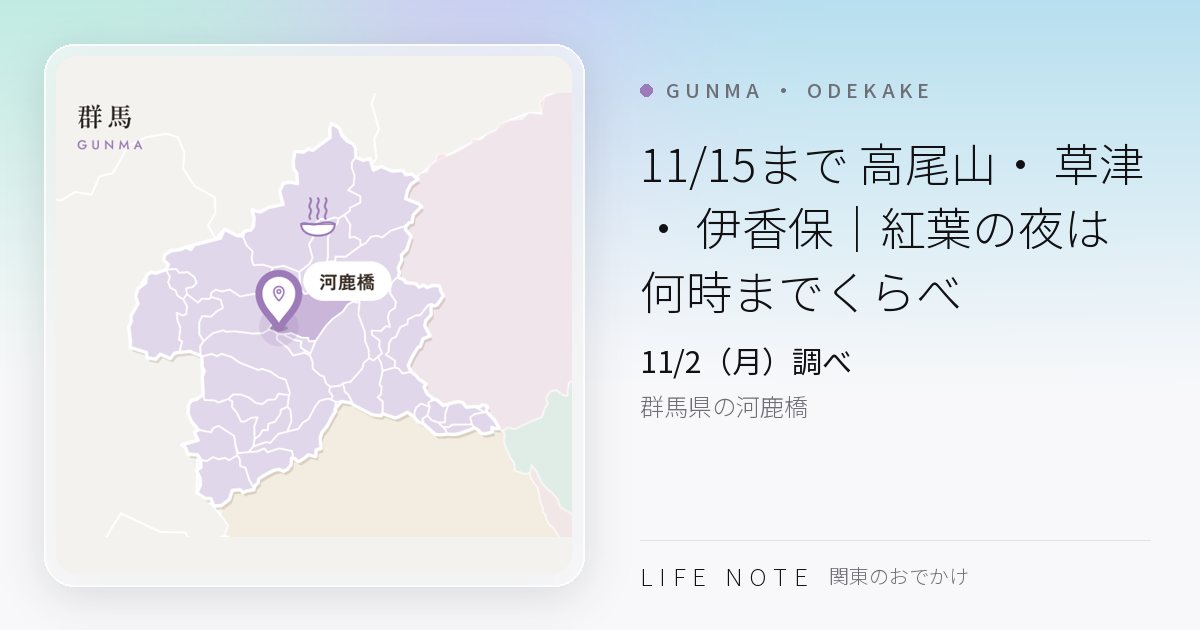 群馬
GUNMA
河鹿橋
GUNMA ・ ODEKAKE
11/15まで 高尾山・ 草津
・ 伊香保｜紅葉の夜は
何時までくらべ
11/2（月）調べ
群馬県の河鹿橋
LIFE NOTE 関東のおでかけ